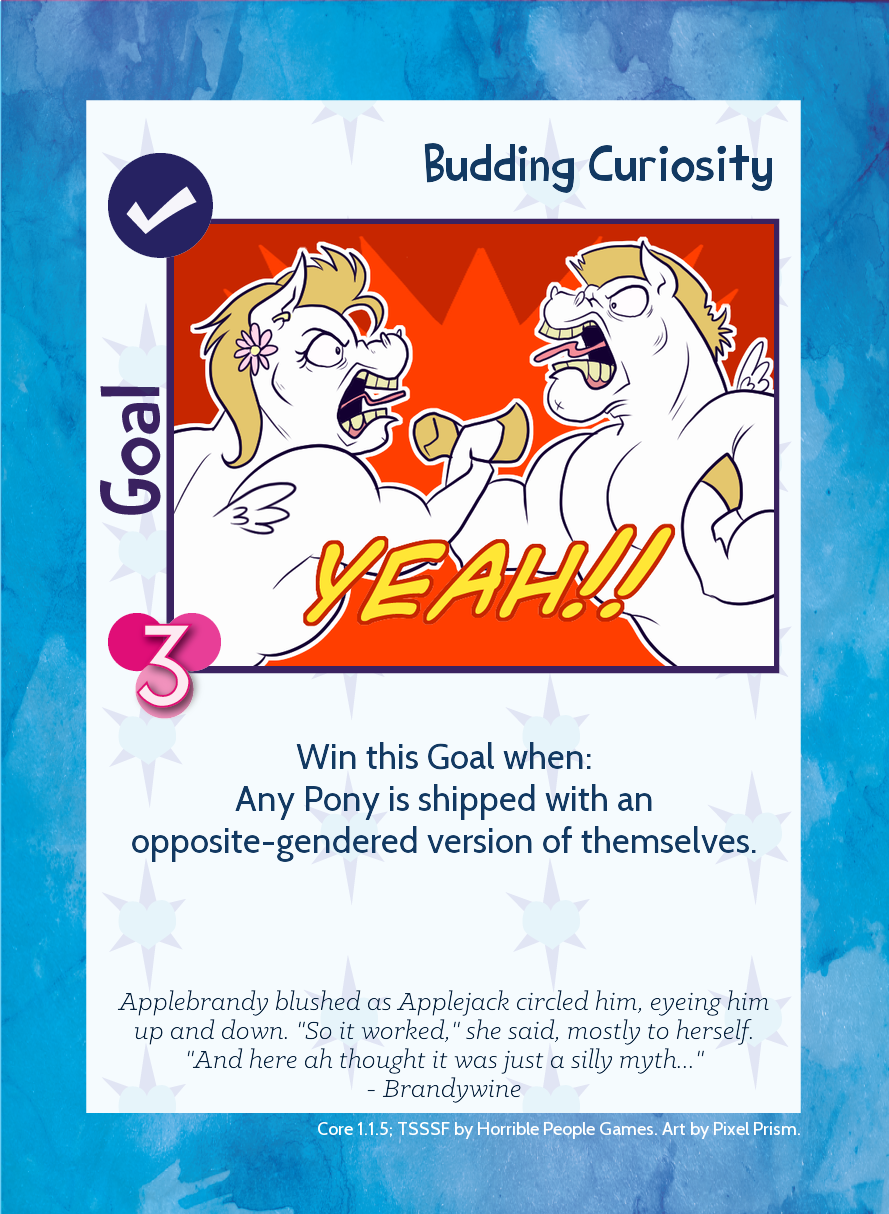 Budding Curiosity
Goal
YEAH!!
3
Win this Goal when:
Any Pony is shipped with an
opposite-gendered version of themselves.
Applebrandy blushed as Applejack circled him, eyeing him
up and down. "So it worked," she said, mostly to herself.
"And here ah thought it was just a silly myth..."
- Brandywine
Core 1.1.5; TSSSF by Horrible People Games. Art by Pixel Prism.